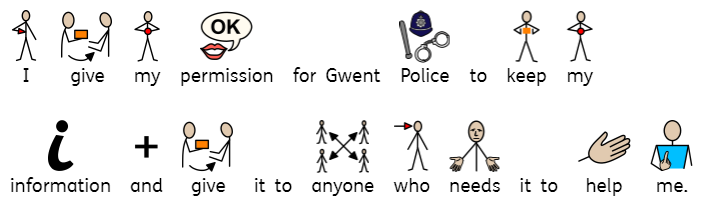 OK
I give my permission for Gwent Police to keep my
information and give it to anyone who needs it to help me.